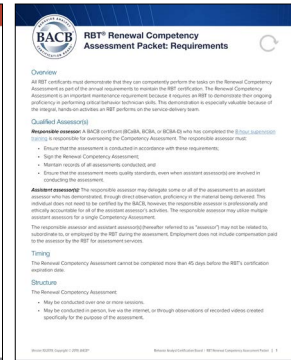 BACB
RBT® Renewal Competency
Assessment Packet: Requirements
Overview
All RBT certificants must demonstrate that they can competently perform the tasks on the Renewal Competency
Assessment as part of the annual requirements to maintain the RBT certification. The Renewal Competency
Assessment is an important maintenance requirement because it requires an RBT to demonstrate their ongoing
proficiency in performing critical behavior technician skills. This demonstration is especially valuable because of
the integral, hands-on activities an RBT performs on the service-delivery team.
Qualified Assessor(s)
Responsible assessor: A BACB certificant (BCaBA, BCBA, or BCBA-D) who has completed the 8-hour supervision
training is responsible for overseeing the Competency Assessment. The responsible assessor must:
• Ensure that the assessment is conducted in accordance with these requirements,
• Sign the Renewal Competency Assessment,
• Maintain records of all assessments conducted, and
• Ensure that the assessment meets quality standards, even when assistant assessor(s) are involved in
conducting the assessment.
Assistant assessor(s): The responsible assessor may delegate some or all of the assessment to an assistant
assessor who has demonstrated, through direct observation, proficiency in the material being delivered. This
individual does not need to be certified by the BACB, however, the responsible assessor is professionally and
ethically accountable for all of the assistant assessor's activities. The responsible assessor may utilize multiple
assistant assessors for a single Competency Assessment.
The responsible assessor and assistant assessor(s) (hereafter referred to as "assessor") may not be related to,
subordinate to, or employed by the RBT during the assessment. Employment does not include compensation paid
to the assessor by the RBT for assessment services.
Timing
The Renewal Competency Assessment cannot be completed more than 45 days before the RBT's certification
expiration date.
Structure
The Renewal Competency Assessment:
• May be conducted over one or more sessions.
• May be conducted in person, live via the internet, or through observations of recorded videos created
specifically for the purpose of the assessment.